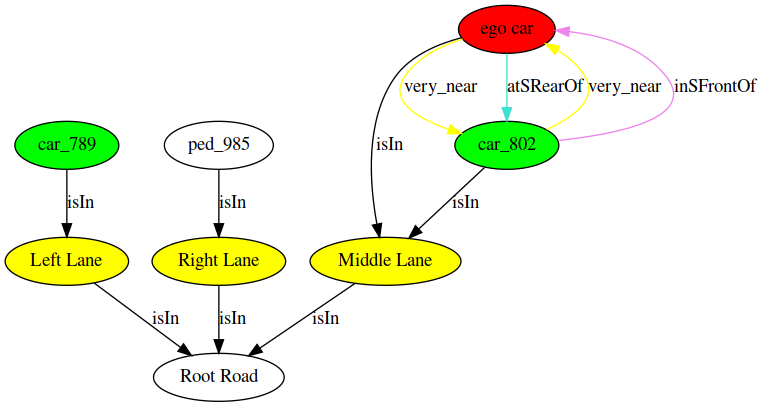 ego car
very_near
atSRearOf
very_near
inSFrontOf
car_789
ped_985
isIn
car_802
isIn
isIn
isIn
Left Lane
Right Lane
Middle Lane
isIn
isIn
isIn
Root Road